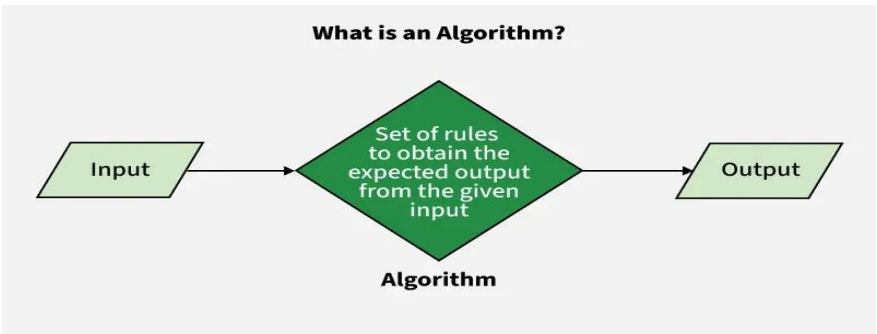 What is an Algorithm?
Input
Set of rules
to obtain the
expected output
from the given
input
Output
Algorithm